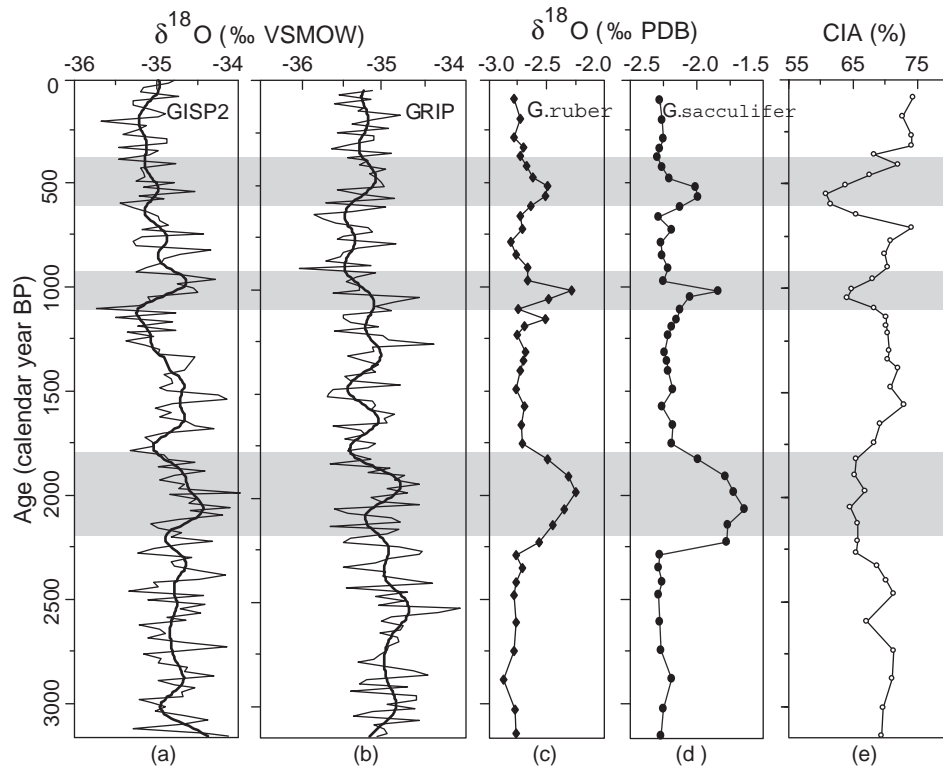 δ18O (‰ VSMOW) δ18O (‰ PDB) CIA (%)
-36 -35 -34 -36 -35 -34 -3.0 -2.5 -2.0 -2.5 -2.0 -1.5 55 65 75
GISP2 GRIP G.ruber G.sacculifer
Age (calendar year BP)
0
500
1000
1500
2000
2500
3000
(a) (b) (c) (d) (e)